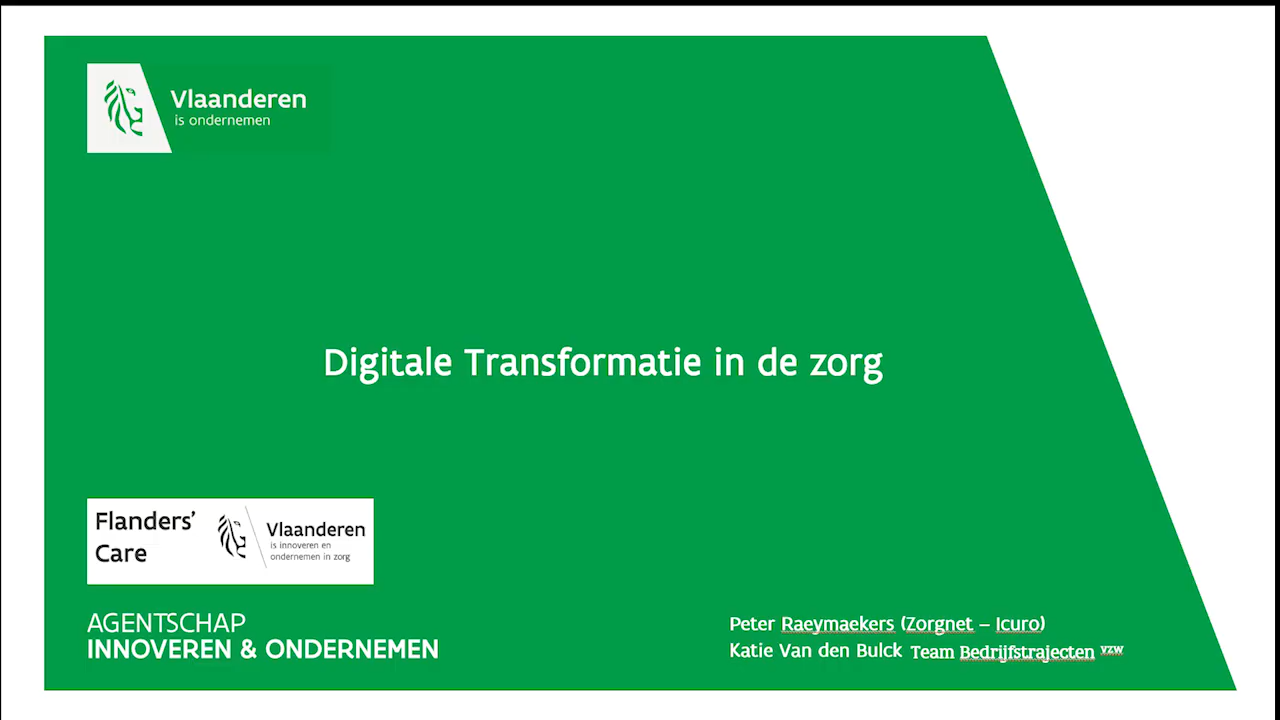 Vlaanderen
is ondernemen
Digitale Transformatie in de zorg
Flanders’
Care
Vlaanderen
is innoveren en
ondernemen in zorg
AGENTSCHAP
INNOVEREN & ONDERNEMEN
Peter Raeymaekers (Zorgnet – Icuro)
Katie Van den Bulck Team Bedrijfstrajecten vzw